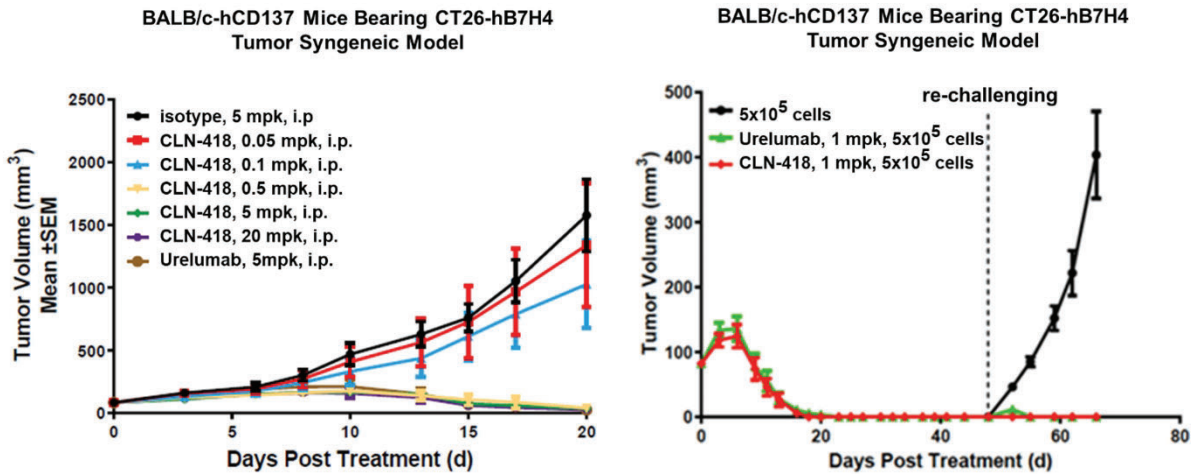 BALB/c-hCD137 Mice Bearing CT26-hB7H4
Tumor Syngeneic Model
2500
2000
1500
1000
500
0
Tumor Volume (mm³)
Mean ±SEM
isotype, 5 mpk, i.p
CLN-418, 0.05 mpk, i.p.
CLN-418, 0.1 mpk, i.p.
CLN-418, 0.5 mpk, i.p.
CLN-418, 5 mpk, i.p.
CLN-418, 20 mpk, i.p.
Urelumab, 5mpk, i.p.
0 5 10 15 20
Days Post Treatment (d)
BALB/c-hCD137 Mice Bearing CT26-hB7H4
Tumor Syngeneic Model
500
400
300
200
100
0
Tumor Volume (mm³)
re-challenging
5x10⁵ cells
Urelumab, 1 mpk, 5x10⁵ cells
CLN-418, 1 mpk, 5x10⁵ cells
0 20 40 60 80
Days Post Treatment (d)